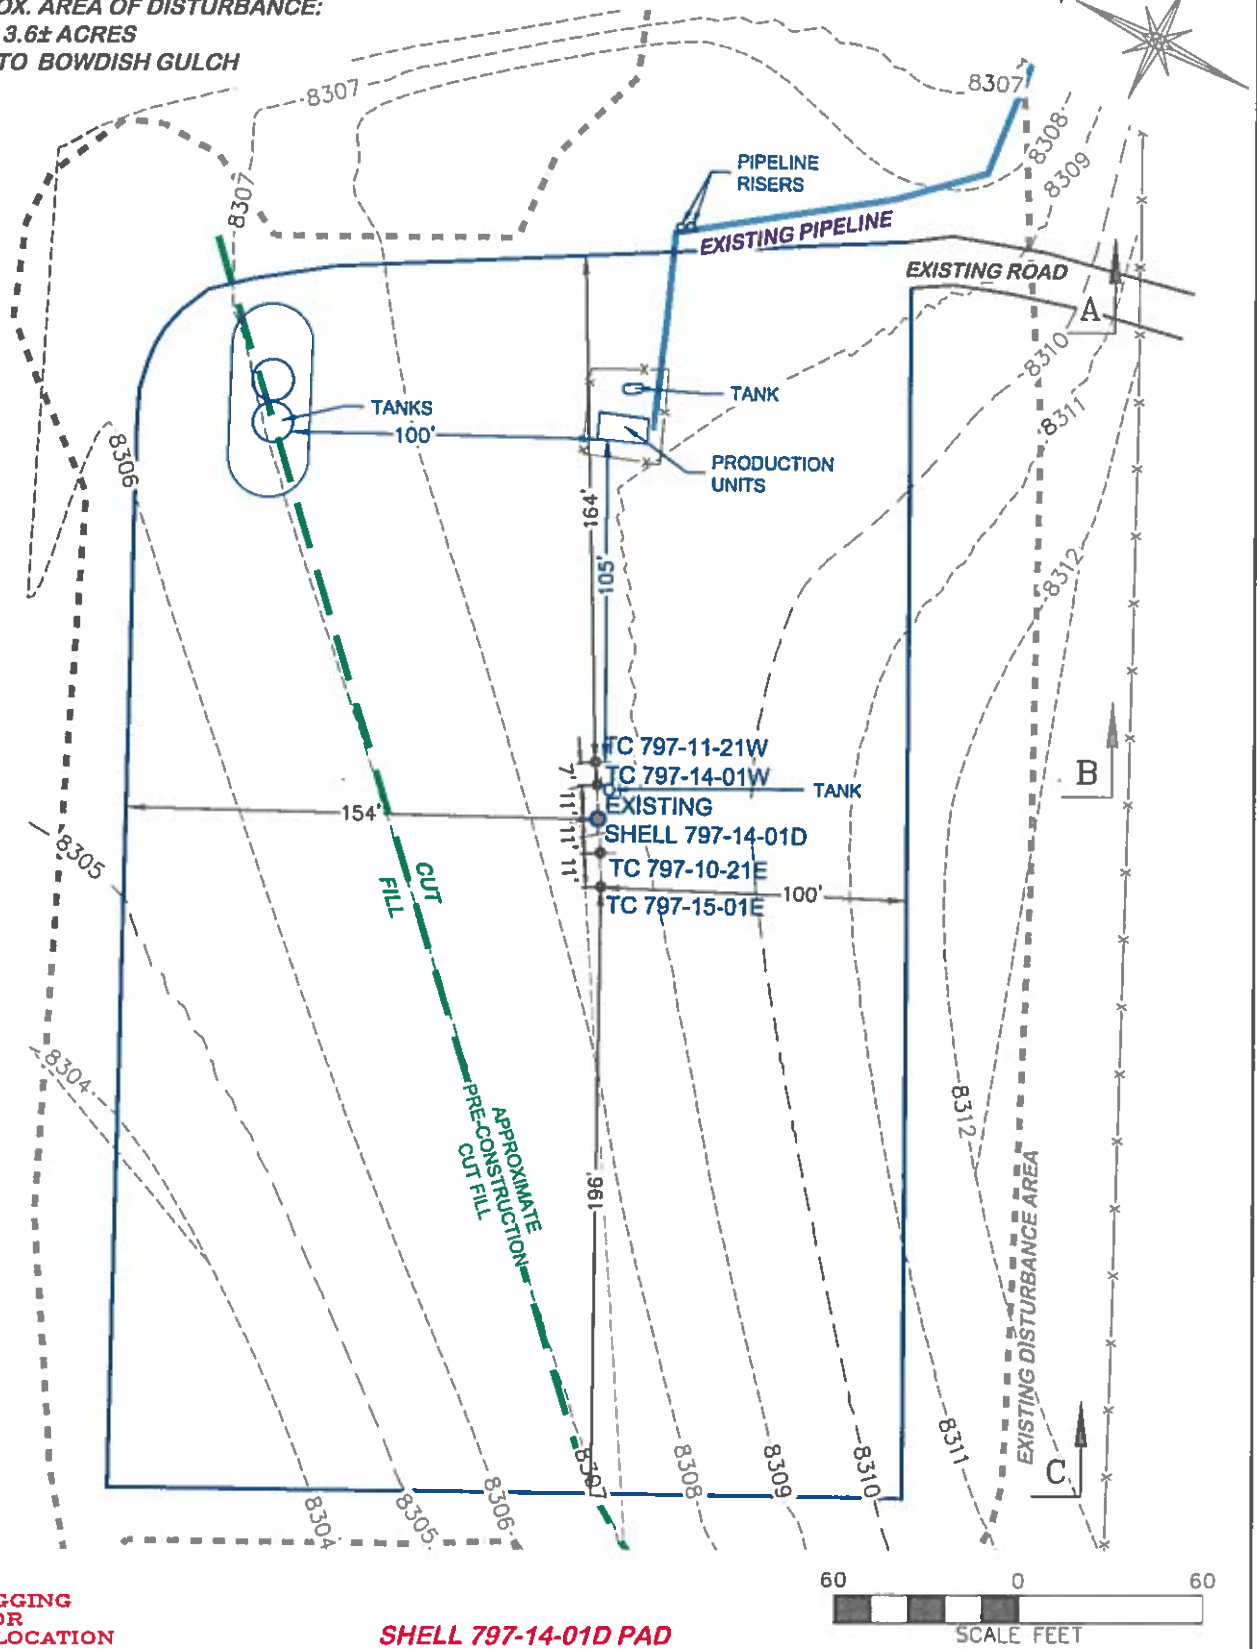 OX. AREA OF DISTURBANCE:
3.6± ACRES
TO BOWDISH GULCH
8307
8307
8307
8308
8309
PIPELINE
RISERS
EXISTING PIPELINE
EXISTING ROAD
A
8310
8311
TANKS
100'
TANK
PRODUCTION
UNITS
8306
164'
105'
8312
TC 797-11-21W
7'
TC 797-14-01W
TANK
B
11'
EXISTING
154'
SHELL 797-14-01D
11'
8305
TC 797-10-21E
11'
100'
TC 797-15-01E
CUT
FILL
8304
APPROXIMATE
PRE-CONSTRUCTION
CUT FILL
8312
196'
EXISTING DISTURBANCE AREA
C
8304
8305
8306
8307
8308
8309
8310
8311
60 0 60
SCALE FEET
GGING
OR
LOCATION
SHELL 797-14-01D PAD